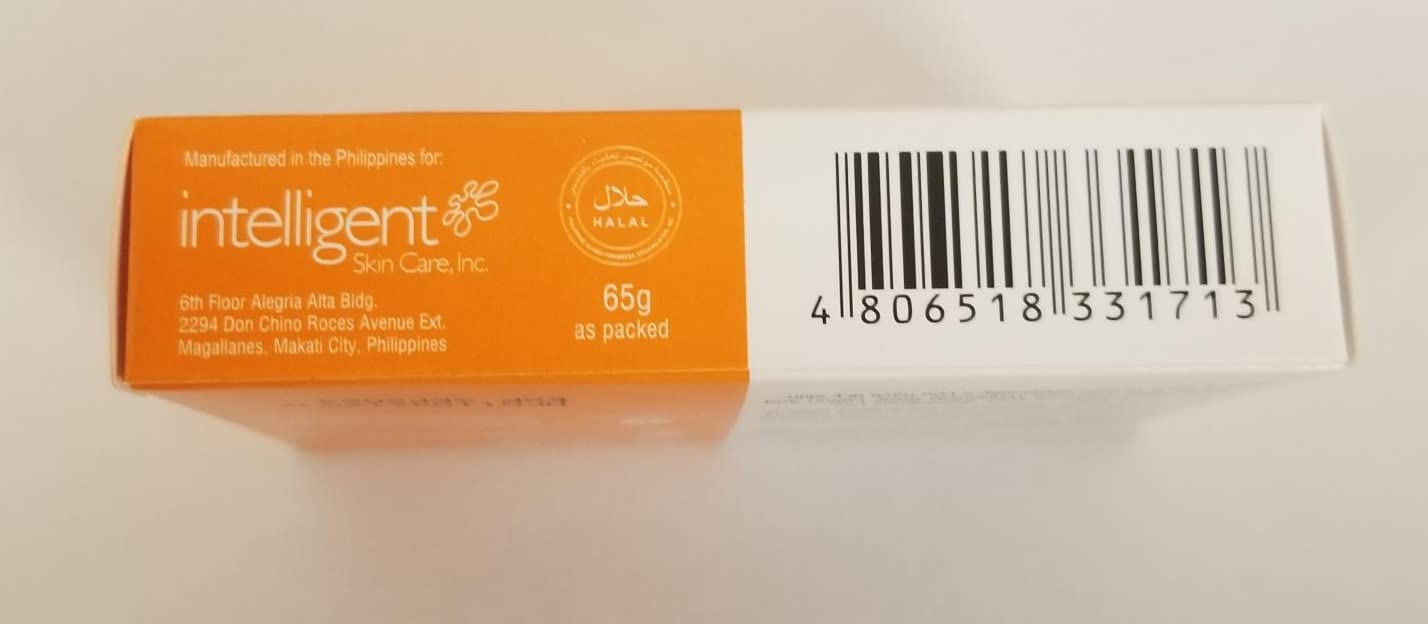 Manufactured in the Philippines for:
intelligent
Skin Care, Inc.
6th Floor Alegria Alta Bldg.
2294 Don Chino Roces Avenue Ext.
Magallanes, Makati City, Philippines
حلال
HALAL
65g
as packed
4 806518 331713